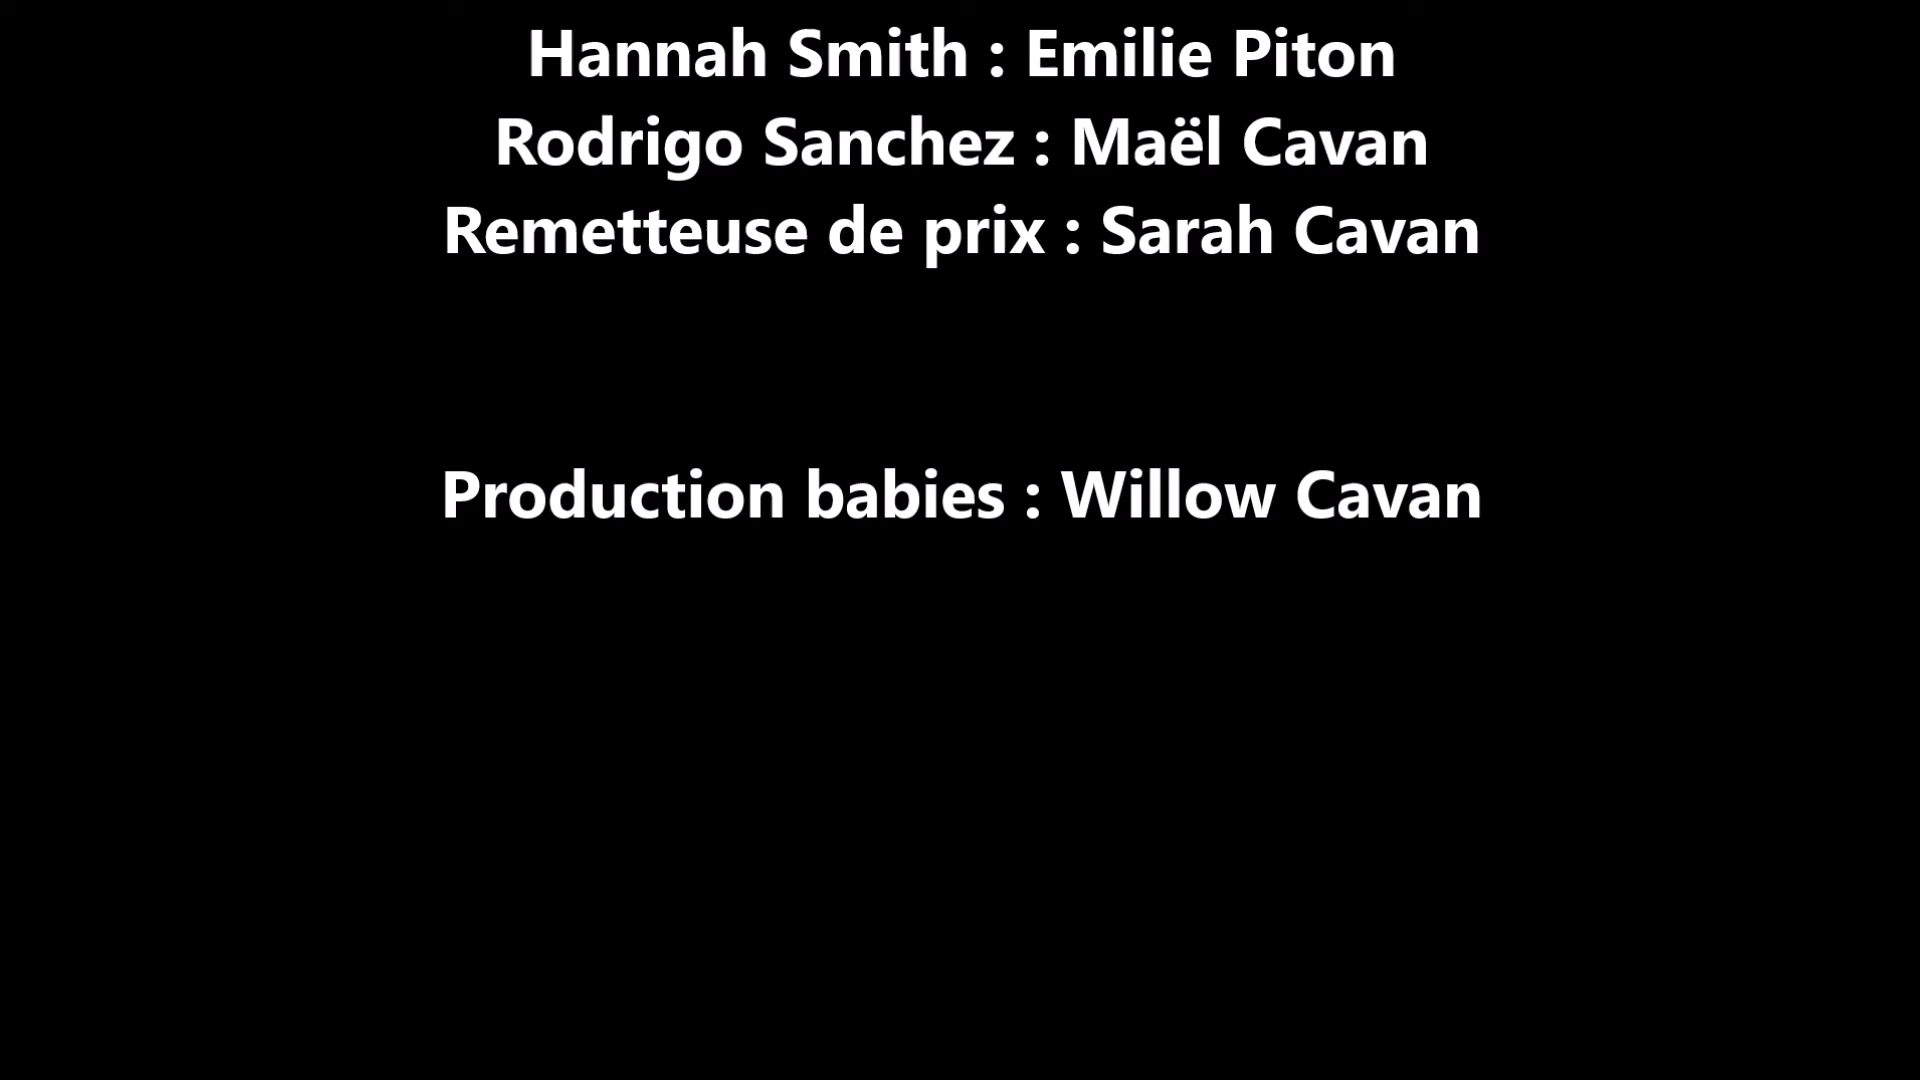 Hannah Smith : Emilie Piton
Rodrigo Sanchez : Maël Cavan
Remetteuse de prix : Sarah Cavan
Production babies : Willow Cavan